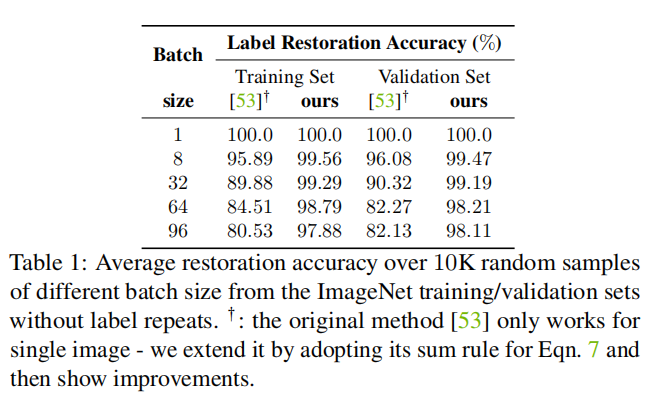 Batch Label Restoration Accuracy (%)
Training Set Validation Set
size [53]† ours [53]† ours
1 100.0 100.0 100.0 100.0
8 95.89 99.56 96.08 99.47
32 89.88 99.29 90.32 99.19
64 84.51 98.79 82.27 98.21
96 80.53 97.88 82.13 98.11
Table 1: Average restoration accuracy over 10K random samples
of different batch size from the ImageNet training/validation sets
without label repeats. †: the original method [53] only works for
single image - we extend it by adopting its sum rule for Eqn. 7 and
then show improvements.